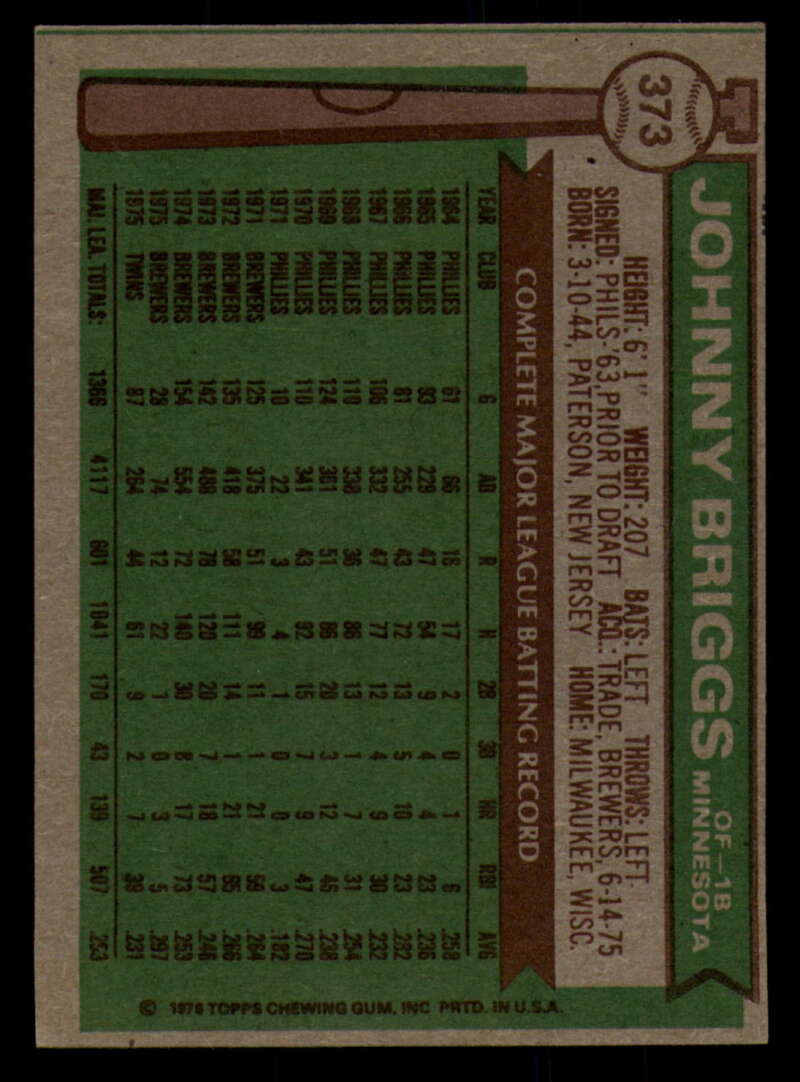 373
JOHNNY BRIGGS OF—1B MINNESOTA
HEIGHT: 6'1" WEIGHT: 207 BATS: LEFT THROWS: LEFT
SIGNED: PHILS-'63, PRIOR TO DRAFT ACQ.: TRADE, BREWERS, 6-14-75
BORN: 3-10-44, PATERSON, NEW JERSEY HOME: MILWAUKEE, WISC.
COMPLETE MAJOR LEAGUE BATTING RECORD
YEAR CLUB G AB R H 2B 3B HR RBI AVG
1964 PHILLIES 61 66 16 17 2 0 1 6 .258
1965 PHILLIES 93 229 47 54 9 4 4 23 .236
1966 PHILLIES 81 255 43 72 13 5 10 23 .282
1967 PHILLIES 106 332 47 77 12 4 9 30 .232
1968 PHILLIES 110 338 36 86 13 1 7 31 .254
1969 PHILLIES 124 361 51 86 20 3 12 46 .238
1970 PHILLIES 110 341 43 92 15 7 9 47 .270
1971 PHILLIES 10 22 3 4 1 0 0 3 .182
1971 BREWERS 125 375 51 99 11 1 21 59 .264
1972 BREWERS 135 418 58 111 14 1 21 65 .266
1973 BREWERS 142 488 78 120 20 7 18 57 .246
1974 BREWERS 154 554 72 140 30 8 17 73 .253
1975 BREWERS 28 74 12 22 1 0 3 5 .297
1975 TWINS 87 264 44 61 9 2 7 39 .231
MAJ. LEA. TOTALS: 1366 4117 601 1041 170 43 139 507 .253
© 1976 TOPPS CHEWING GUM, INC PRTD. IN U.S.A.